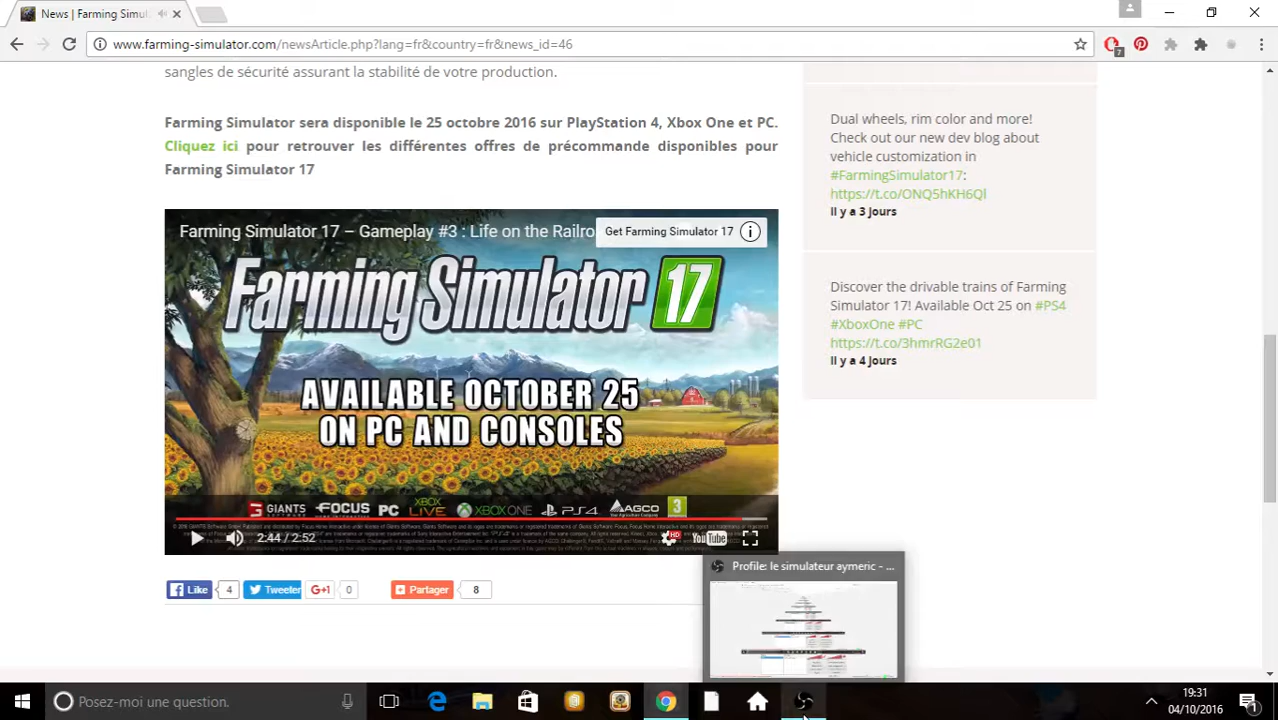 News | Farming Simul
www.farming-simulator.com/newsArticle.php?lang=fr&country=fr&news_id=46
7
sangles de sécurité assurant la stabilité de votre production.
Farming Simulator sera disponible le 25 octobre 2016 sur PlayStation 4, Xbox One et PC.
Cliquez ici pour retrouver les différentes offres de précommande disponibles pour
Farming Simulator 17
Farming Simulator 17 – Gameplay #3 : Life on the Railro
Get Farming Simulator 17
Farming Simulator 17
AVAILABLE OCTOBER 25
ON PC AND CONSOLES
GIANTS SOFTWARE FOCUS HOME INTERACTIVE PC XBOX LIVE XBOX ONE PS4 AGCO 3
2:44 / 2:52
HD
YouTube
Like 4 Tweeter G+1 0 Partager 8
Dual wheels, rim color and more!
Check out our new dev blog about
vehicle customization in
#FarmingSimulator17:
https://t.co/ONQ5hKH6Ql
Il y a 3 Jours
Discover the drivable trains of Farming
Simulator 17! Available Oct 25 on #PS4
#XboxOne #PC
https://t.co/3hmrRG2e01
Il y a 4 Jours
Profile: le simulateur aymeric - ...
Posez-moi une question.
19:31
04/10/2016
1